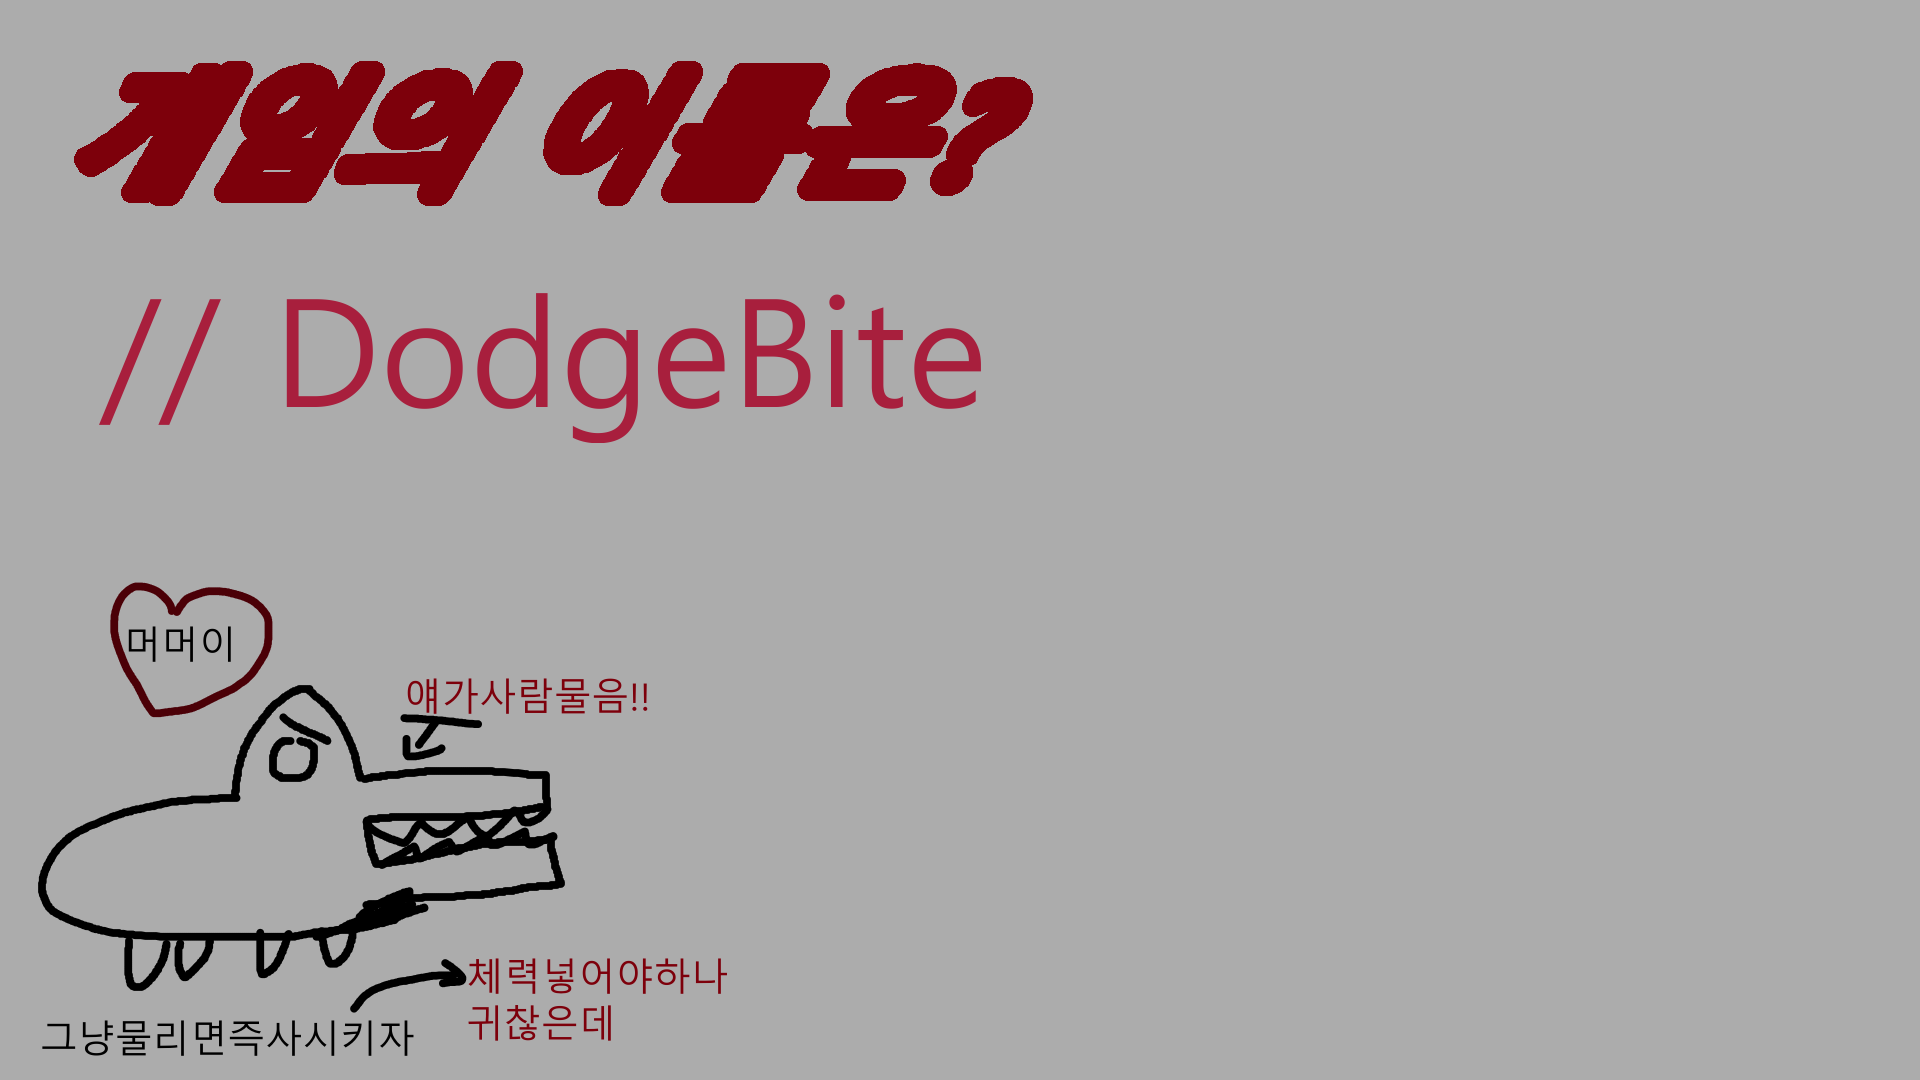 게임의 이름은?
// DodgeBite
머머이
얘가사람물음!!
체력넣어야하나
귀찮은데
그냥물리면즉사시키자